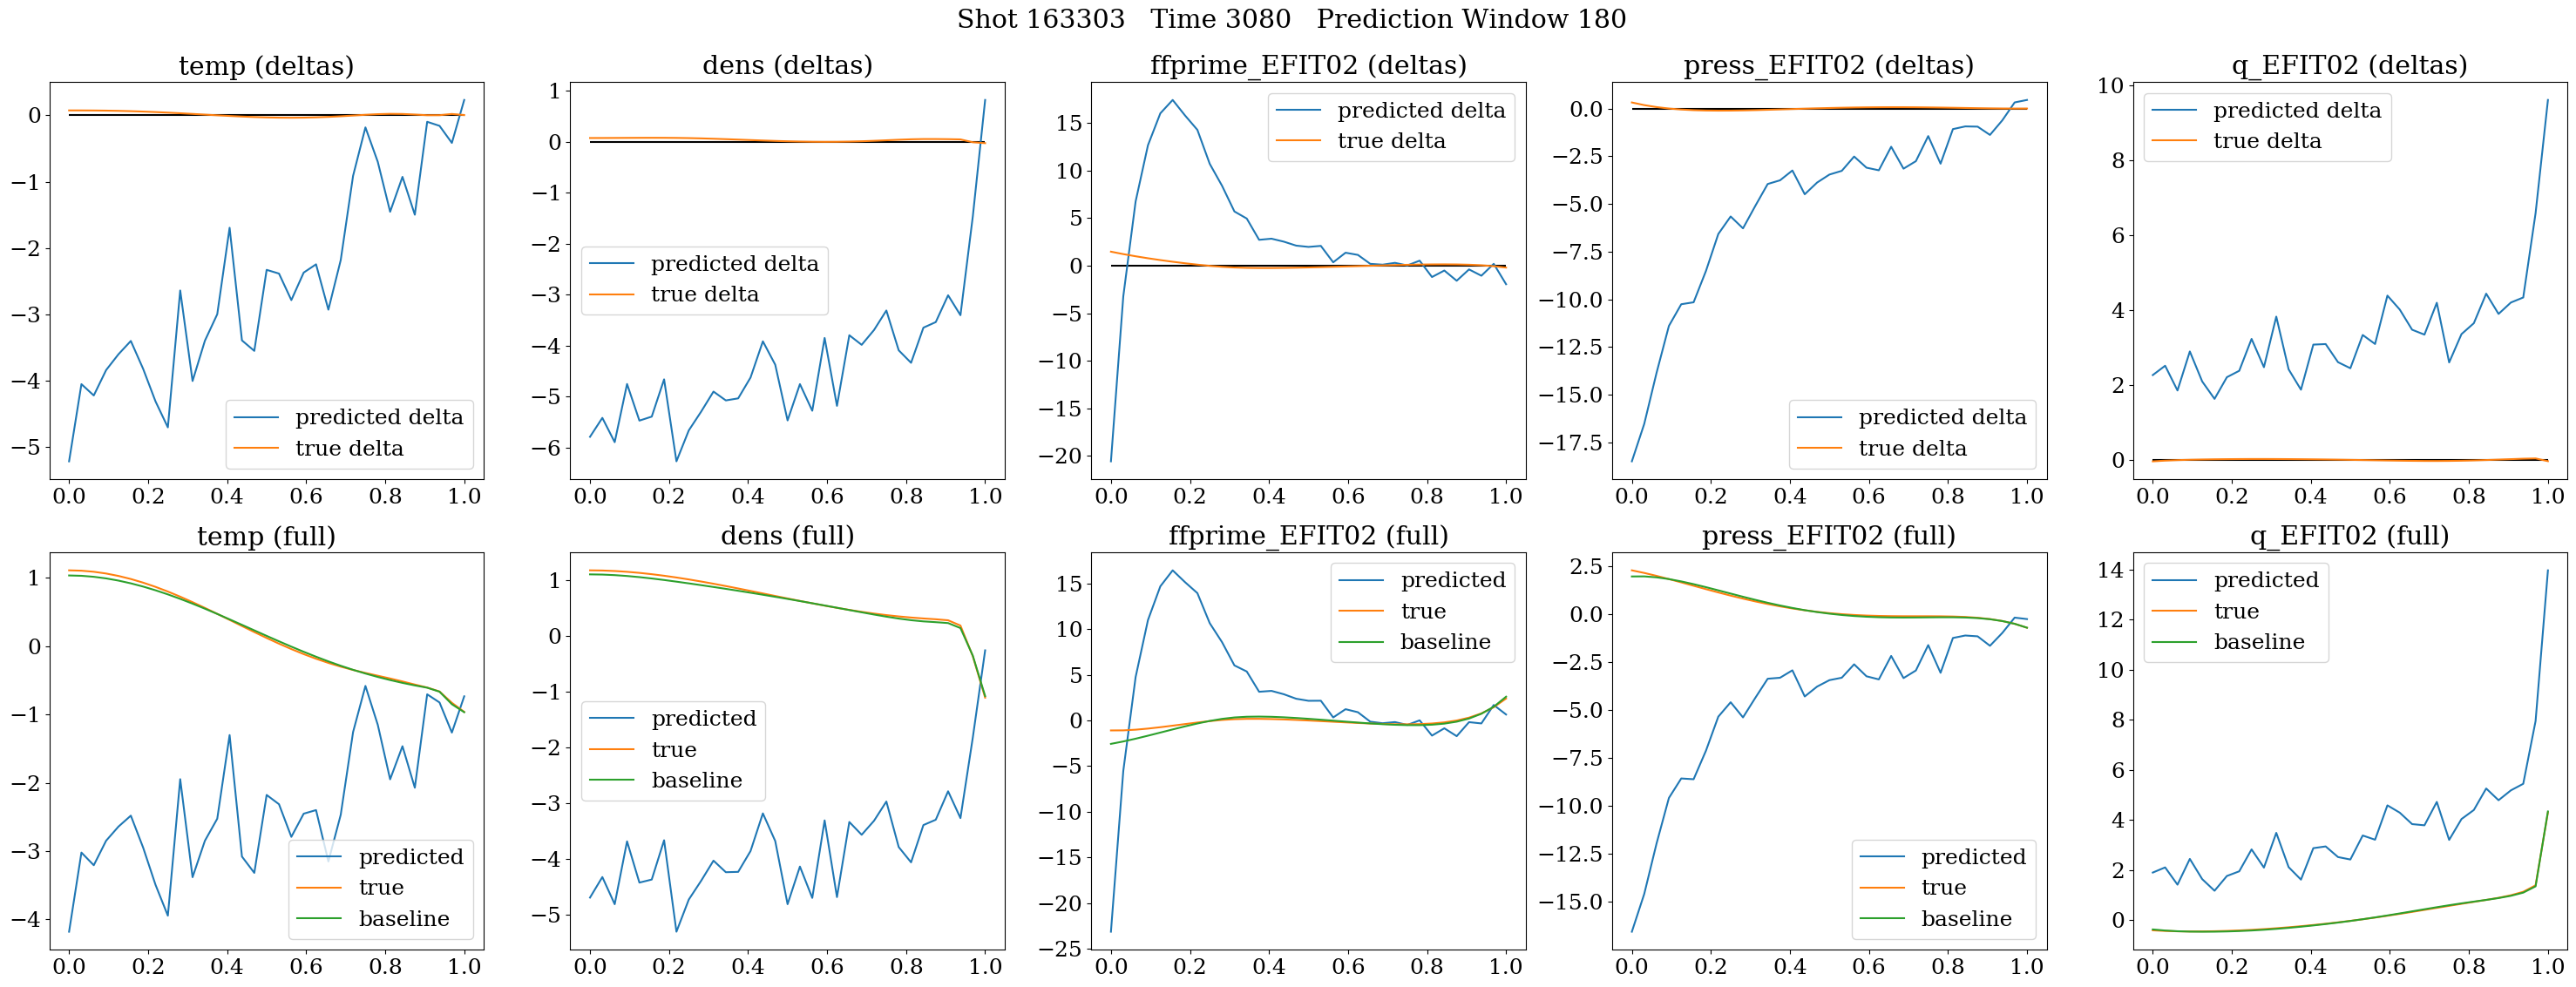 Shot 163303   Time 3080   Prediction Window 180
temp (deltas)
0
−1
−2
−3
−4
−5
0.0 0.2 0.4 0.6 0.8 1.0
predicted delta
true delta
dens (deltas)
1
0
−1
−2
−3
−4
−5
−6
0.0 0.2 0.4 0.6 0.8 1.0
predicted delta
true delta
ffprime_EFIT02 (deltas)
15
10
5
0
−5
−10
−15
−20
0.0 0.2 0.4 0.6 0.8 1.0
predicted delta
true delta
press_EFIT02 (deltas)
0.0
−2.5
−5.0
−7.5
−10.0
−12.5
−15.0
−17.5
0.0 0.2 0.4 0.6 0.8 1.0
predicted delta
true delta
q_EFIT02 (deltas)
10
8
6
4
2
0
0.0 0.2 0.4 0.6 0.8 1.0
predicted delta
true delta
temp (full)
1
0
−1
−2
−3
−4
0.0 0.2 0.4 0.6 0.8 1.0
predicted
true
baseline
dens (full)
1
0
−1
−2
−3
−4
−5
0.0 0.2 0.4 0.6 0.8 1.0
predicted
true
baseline
ffprime_EFIT02 (full)
15
10
5
0
−5
−10
−15
−20
−25
0.0 0.2 0.4 0.6 0.8 1.0
predicted
true
baseline
press_EFIT02 (full)
2.5
0.0
−2.5
−5.0
−7.5
−10.0
−12.5
−15.0
0.0 0.2 0.4 0.6 0.8 1.0
predicted
true
baseline
q_EFIT02 (full)
14
12
10
8
6
4
2
0
0.0 0.2 0.4 0.6 0.8 1.0
predicted
true
baseline